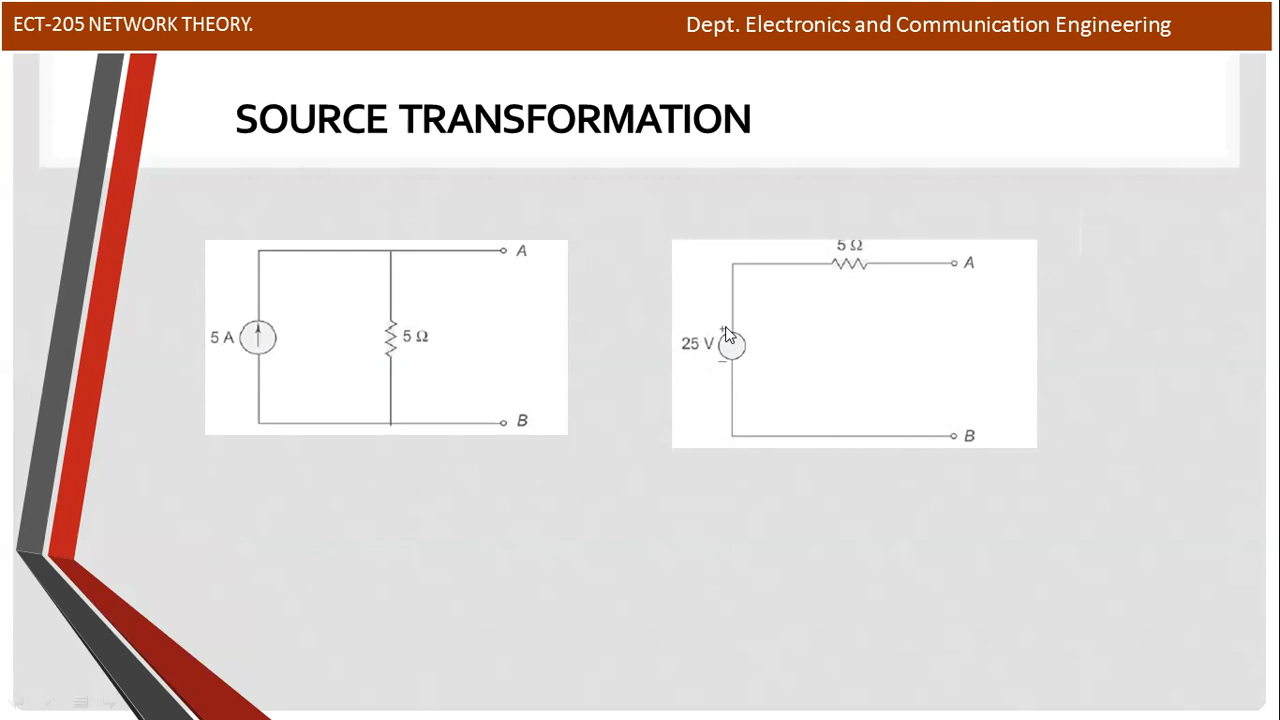 ECT-205 NETWORK THEORY.
Dept. Electronics and Communication Engineering
SOURCE TRANSFORMATION
A
5 A
5 Ω
B
5 Ω
A
+
25 V
−
B